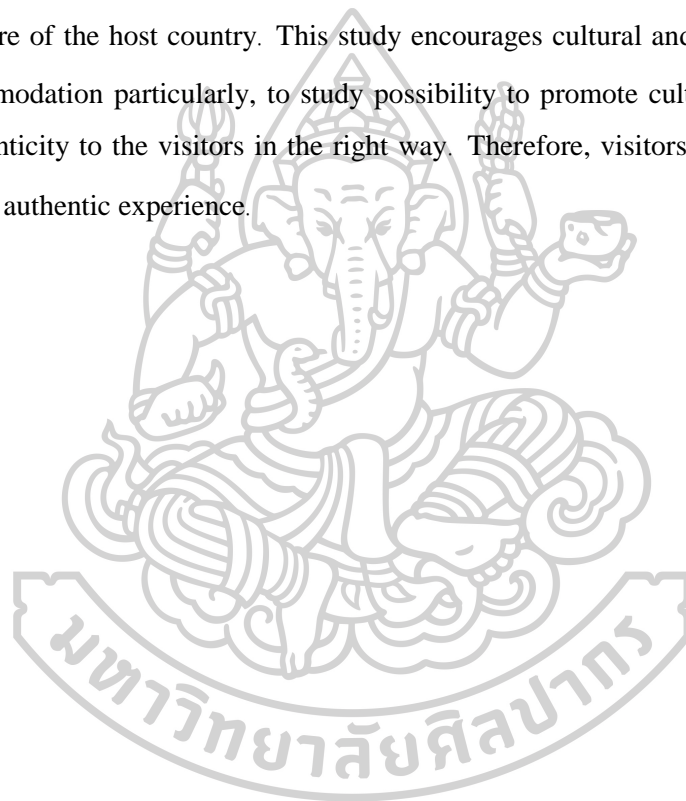 re of the host country. This study encourages cultural and
modation particularly, to study possibility to promote cul
nticity to the visitors in the right way. Therefore, visitors
authentic experience.
มหาวิทยาลัยศิลปากร